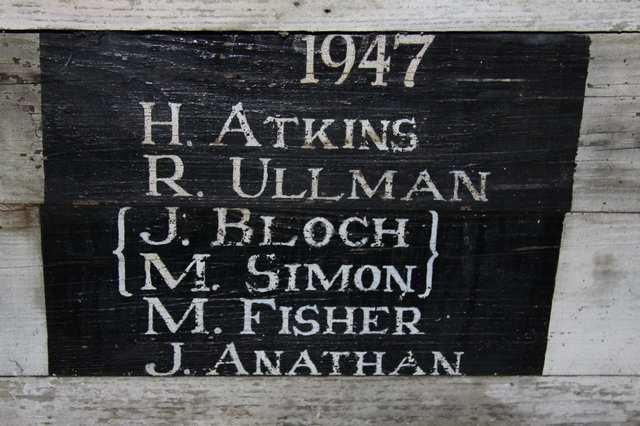 1947
H. ATKINS
R. ULLMAN
{J. BLOCH}
{M. SIMON}
M. FISHER
J. ANATHAN